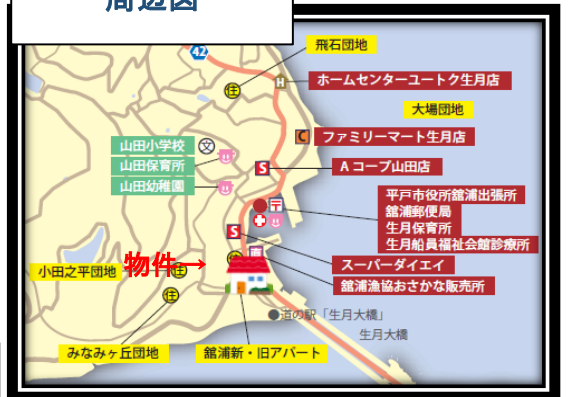 周辺図
42
飛石団地
住
H
ホームセンターユートク生月店
大場団地
C
ファミリーマート生月店
山田小学校
文
山田保育所
山田幼稚園
S
Aコープ山田店
平戸市役所舘浦出張所
舘浦郵便局
生月保育所
生月船員福祉会館診療所
〒
S
スーパーダイエイ
舘浦漁協おさかな販売所
直
住
小田之平団地
物件→
住
住
●道の駅「生月大橋」
生月大橋
みなみヶ丘団地
舘浦新・旧アパート